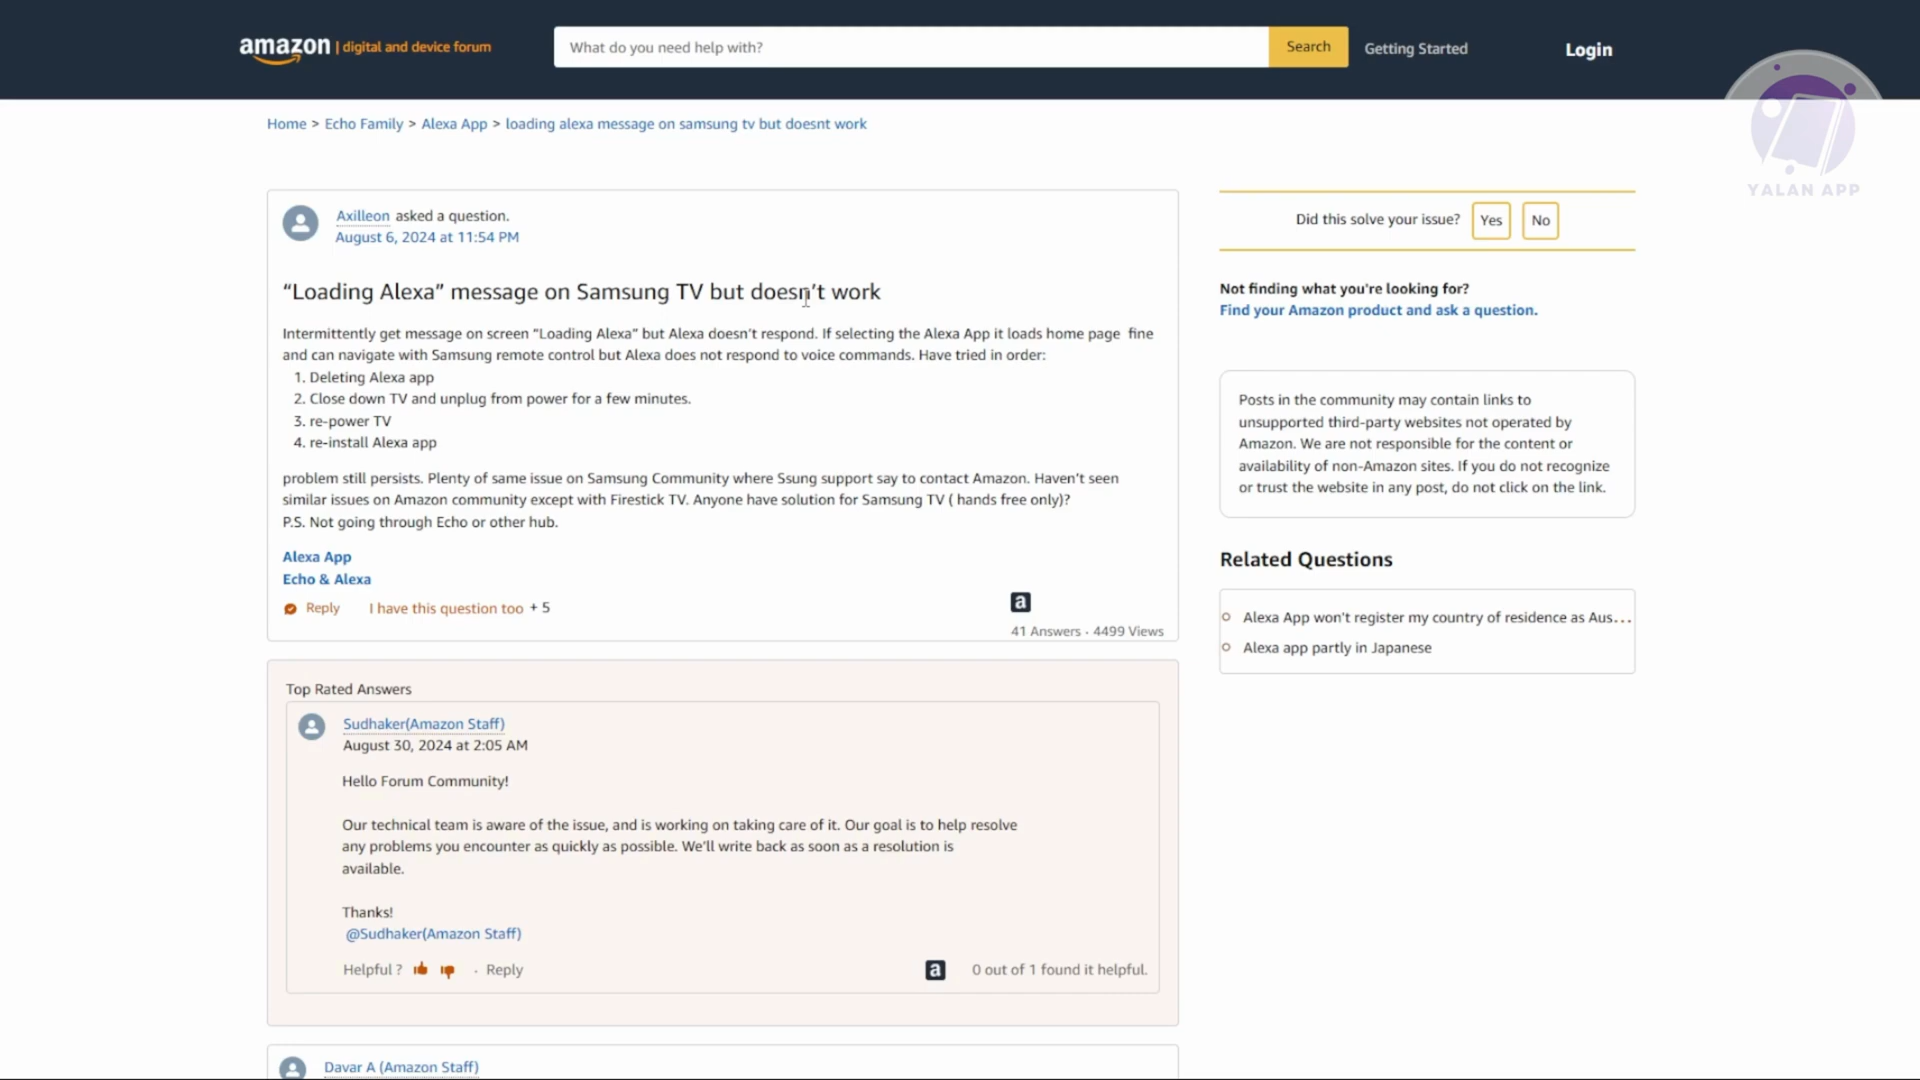 amazon | digital and device forum
What do you need help with?
Search
Getting Started
Login
YALAN APP
Home > Echo Family > Alexa App > loading alexa message on samsung tv but doesnt work
Axilleon asked a question.
August 6, 2024 at 11:54 PM
“Loading Alexa” message on Samsung TV but doesn’t work
Intermittently get message on screen “Loading Alexa” but Alexa doesn’t respond. If selecting the Alexa App it loads home page fine
and can navigate with Samsung remote control but Alexa does not respond to voice commands. Have tried in order:
1. Deleting Alexa app
2. Close down TV and unplug from power for a few minutes.
3. re-power TV
4. re-install Alexa app
problem still persists. Plenty of same issue on Samsung Community where Ssung support say to contact Amazon. Haven’t seen
similar issues on Amazon community except with Firestick TV. Anyone have solution for Samsung TV ( hands free only)?
P.S. Not going through Echo or other hub.
Alexa App
Echo & Alexa
Reply I have this question too + 5
a
41 Answers · 4499 Views
Top Rated Answers
Sudhaker(Amazon Staff)
August 30, 2024 at 2:05 AM
Hello Forum Community!
Our technical team is aware of the issue, and is working on taking care of it. Our goal is to help resolve
any problems you encounter as quickly as possible. We’ll write back as soon as a resolution is
available.
Thanks!
@Sudhaker(Amazon Staff)
Helpful ? · Reply
a 0 out of 1 found it helpful.
Davar A (Amazon Staff)
Did this solve your issue? Yes No
Not finding what you’re looking for?
Find your Amazon product and ask a question.
Posts in the community may contain links to
unsupported third-party websites not operated by
Amazon. We are not responsible for the content or
availability of non-Amazon sites. If you do not recognize
or trust the website in any post, do not click on the link.
Related Questions
Alexa App won't register my country of residence as Aus...
Alexa app partly in Japanese